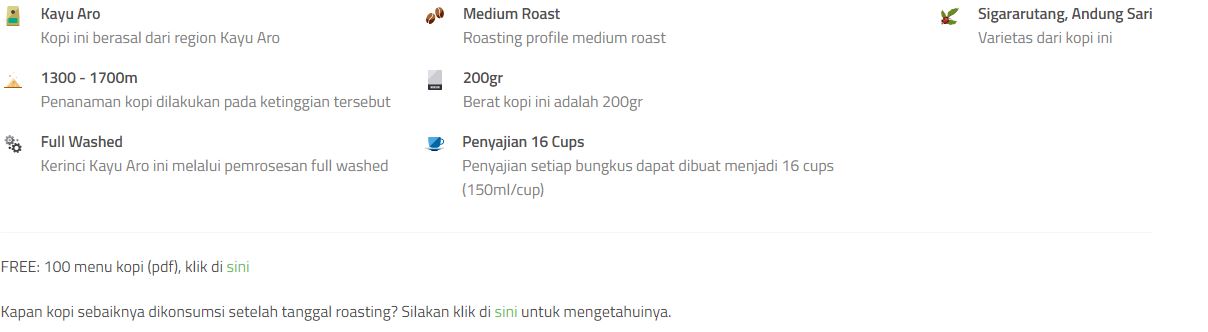 Kayu Aro
Kopi ini berasal dari region Kayu Aro
Medium Roast
Roasting profile medium roast
Sigararutang, Andung Sari
Varietas dari kopi ini
1300 - 1700m
Penanaman kopi dilakukan pada ketinggian tersebut
200gr
Berat kopi ini adalah 200gr
Full Washed
Kerinci Kayu Aro ini melalui pemrosesan full washed
Penyajian 16 Cups
Penyajian setiap bungkus dapat dibuat menjadi 16 cups
(150ml/cup)
FREE: 100 menu kopi (pdf), klik di sini
Kapan kopi sebaiknya dikonsumsi setelah tanggal roasting? Silakan klik di sini untuk mengetahuinya.